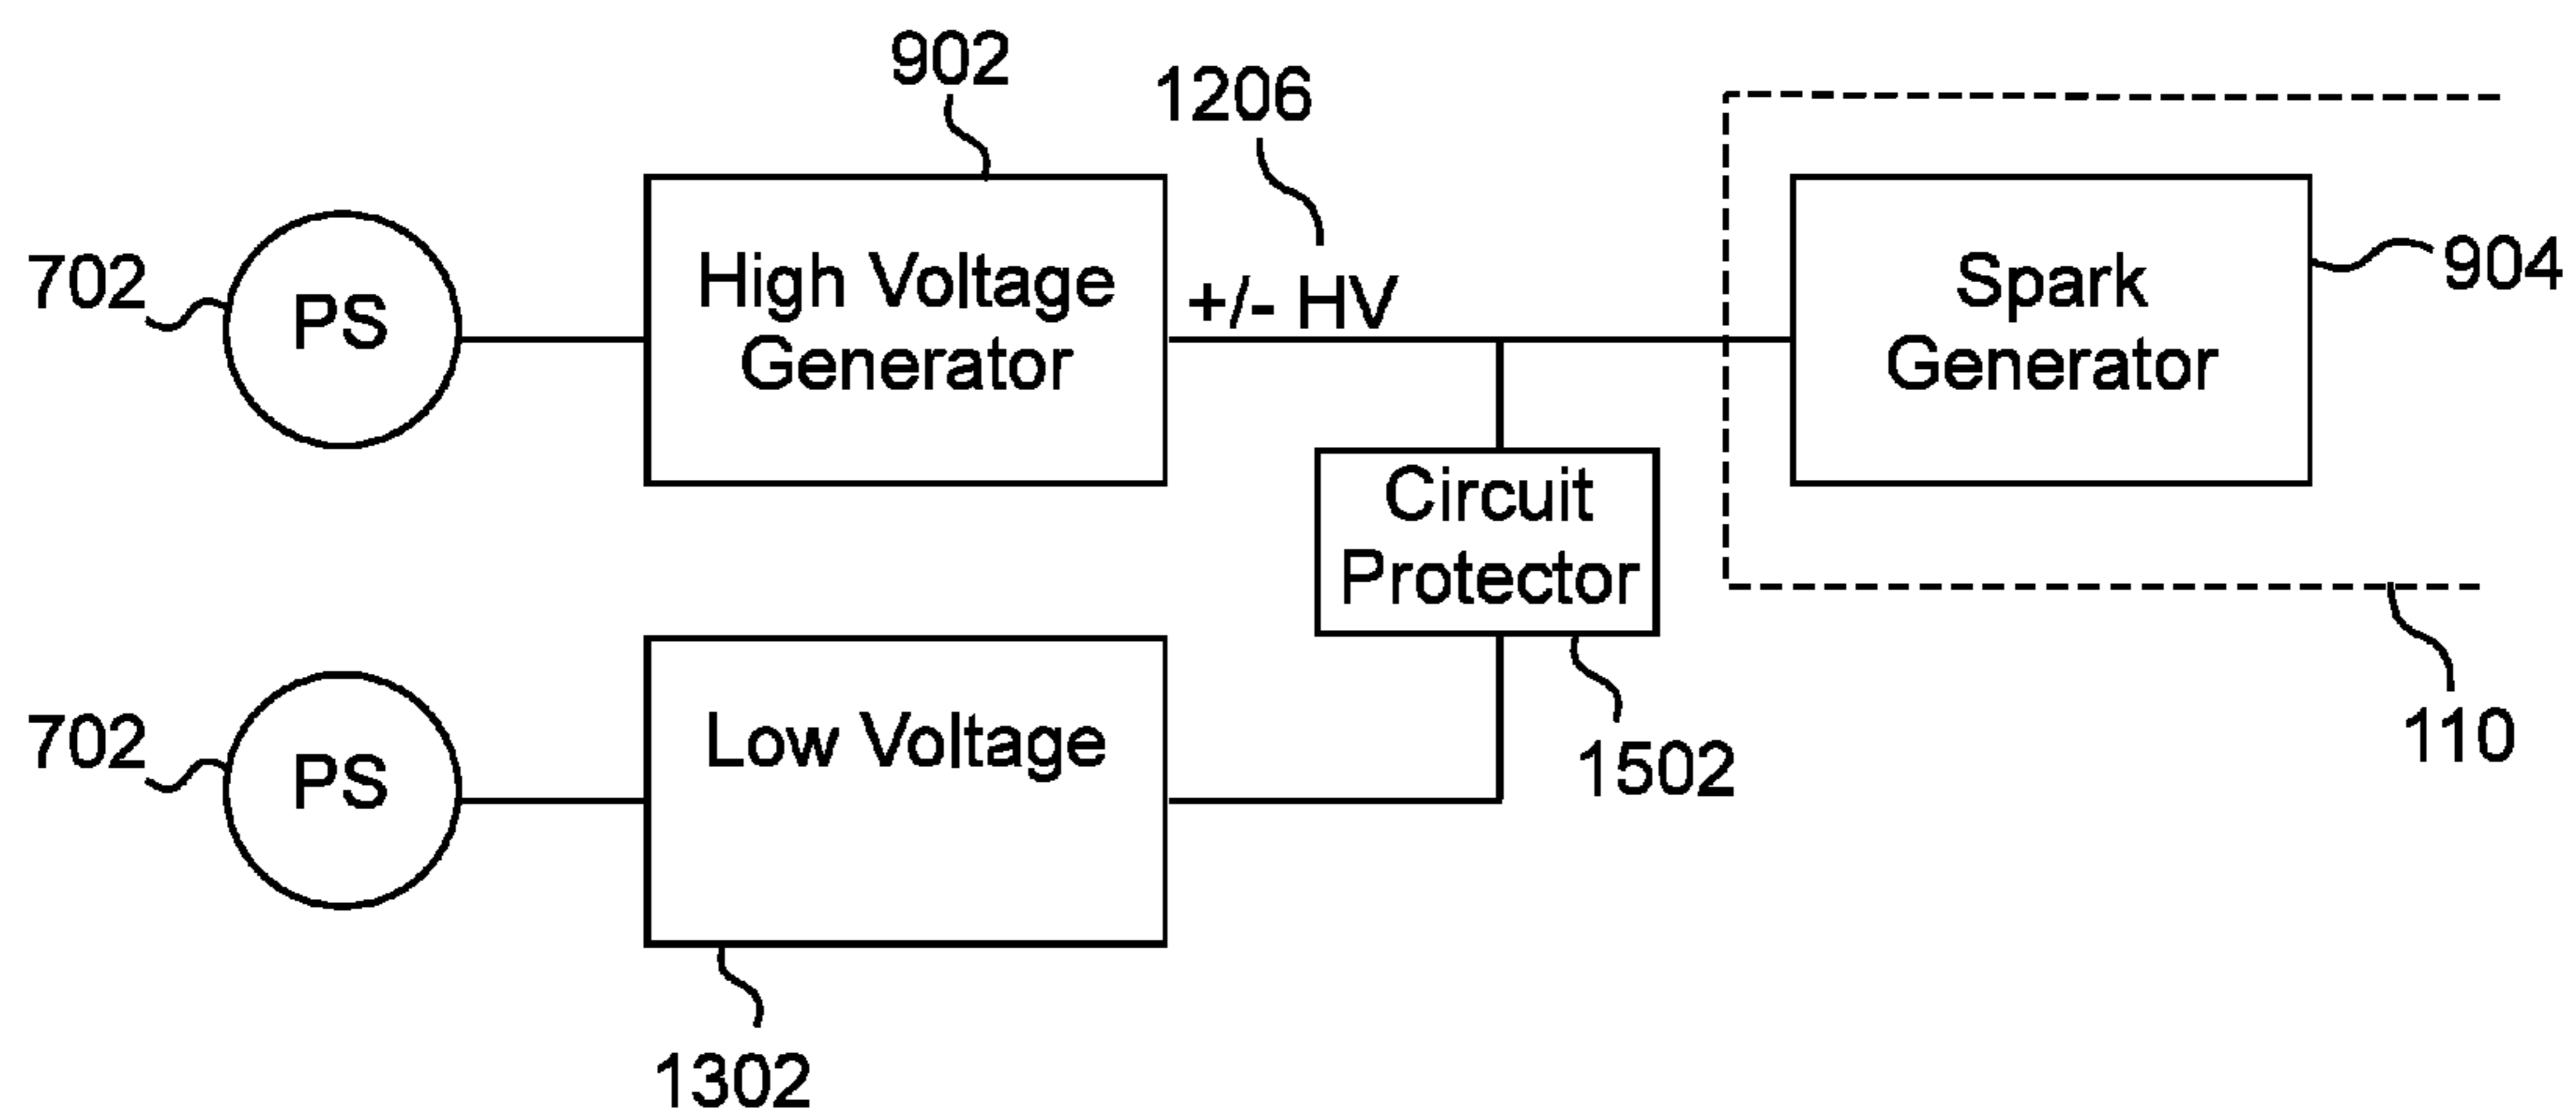 902
1206
702
PS
High Voltage
Generator
+/- HV
Spark
Generator
904
Circuit
Protector
702
PS
Low Voltage
1502
110
1302